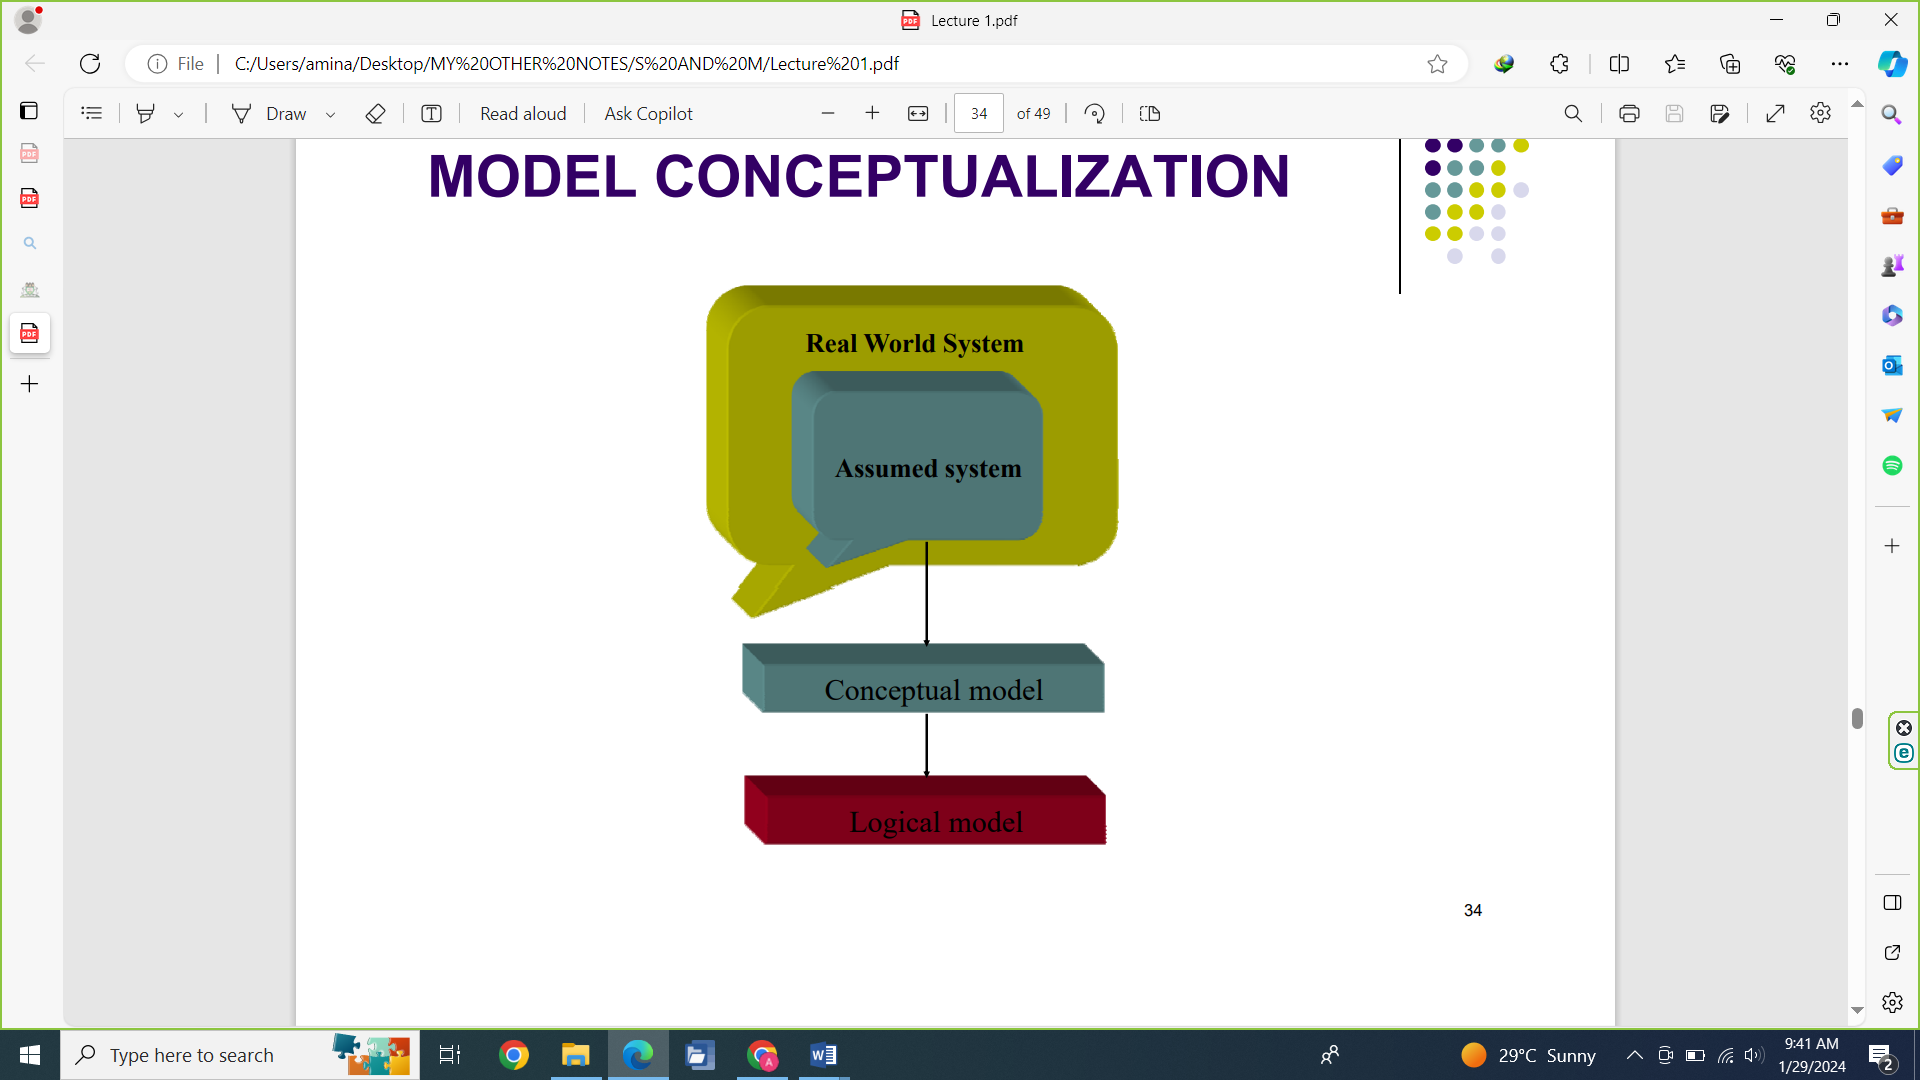 Lecture 1.pdf
File
C:/Users/amina/Desktop/MY%20OTHER%20NOTES/S%20AND%20M/Lecture%201.pdf
Draw
Read aloud
Ask Copilot
34
of 49
MODEL CONCEPTUALIZATION
Real World System
Assumed system
Conceptual model
Logical model
34
Type here to search
29°C Sunny
9:41 AM
1/29/2024
2